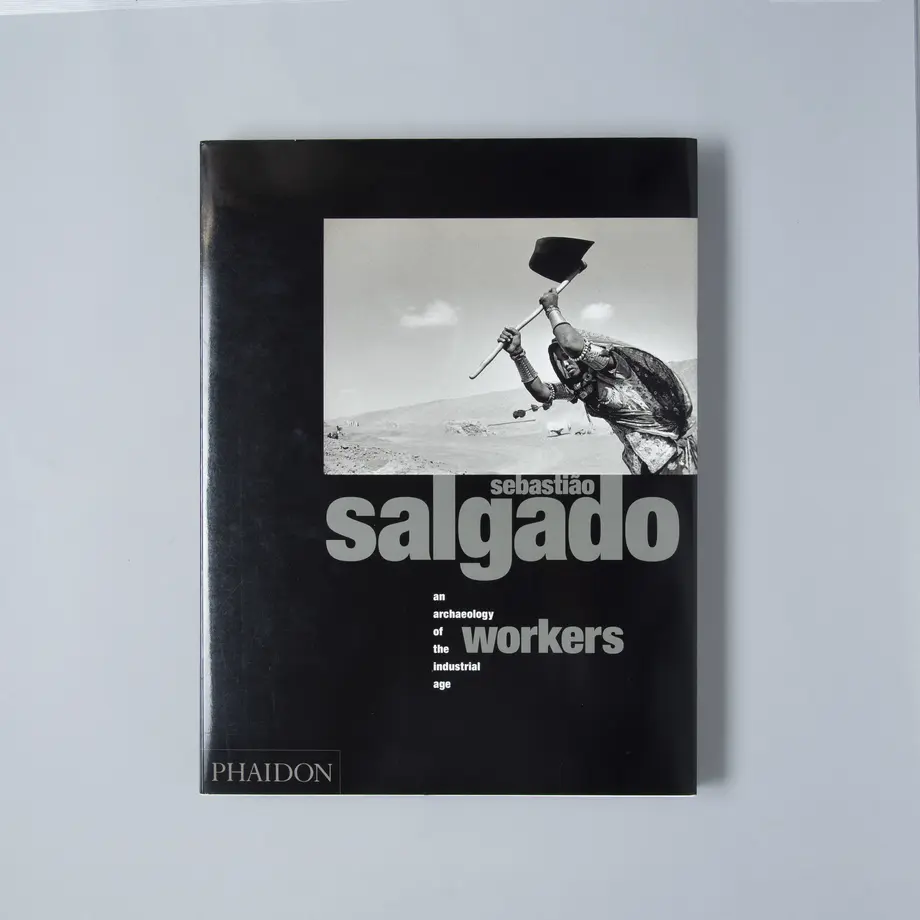 sebastião
salgado
an
archaeology
of
workers
the
industrial
age
PHAIDON